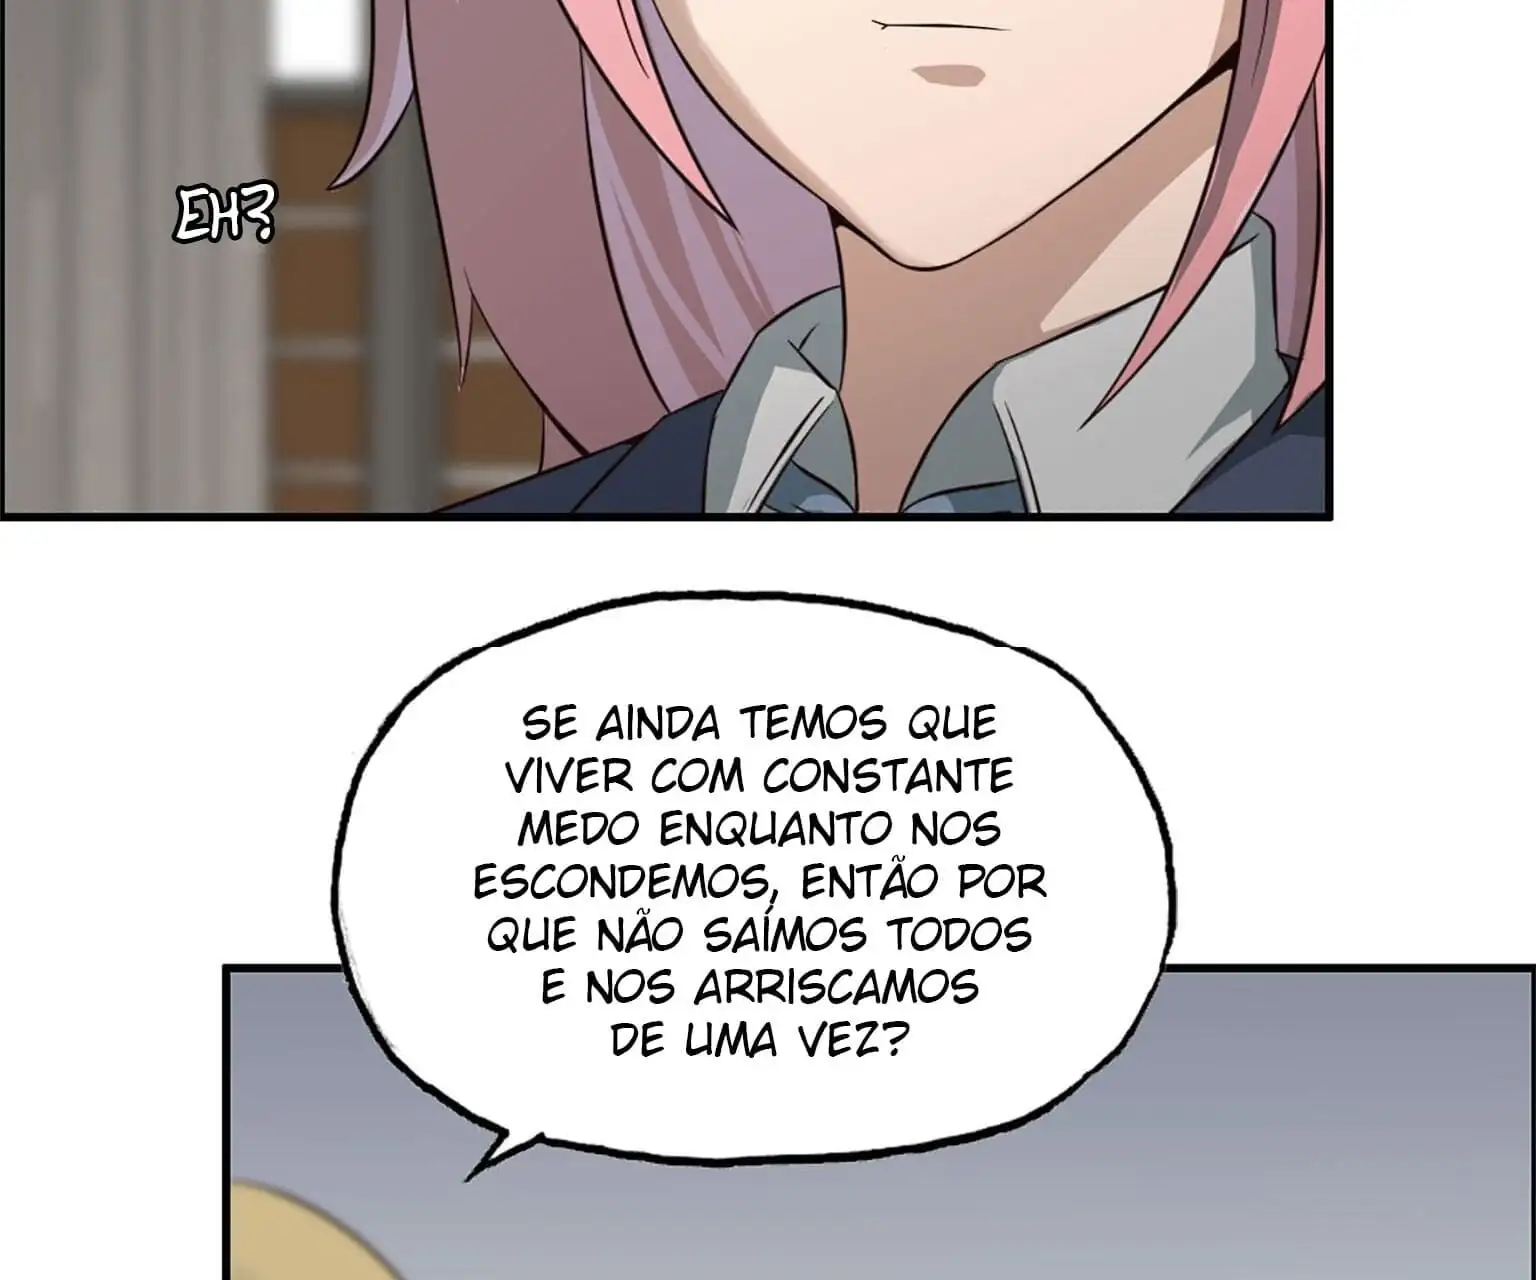 EH?
SE AINDA TEMOS QUE
VIVER COM CONSTANTE
MEDO ENQUANTO NOS
ESCONDEMOS, ENTÃO POR
QUE NÃO SAÍMOS TODOS
E NOS ARRISCAMOS
DE UMA VEZ?